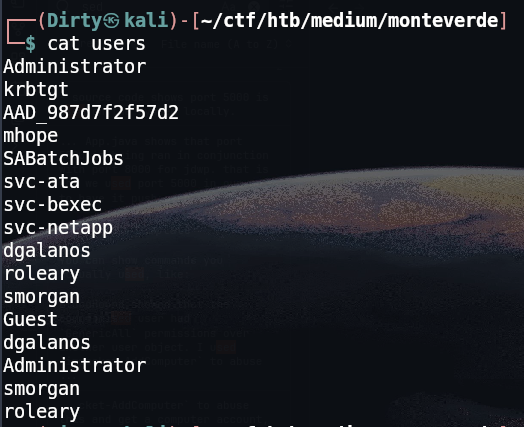 ┌──(Dirty㉿kali)-[~/ctf/htb/medium/monteverde]
└─$ cat users
Administrator
krbtgt
AAD_987d7f2f57d2
mhope
SABatchJobs
svc-ata
svc-bexec
svc-netapp
dgalanos
roleary
smorgan
Guest
dgalanos
Administrator
smorgan
roleary